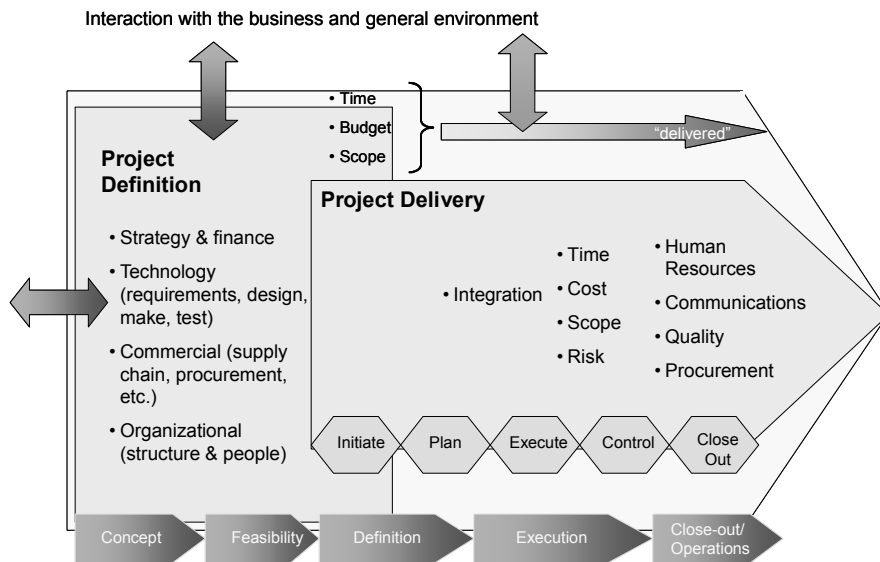 Interaction with the business and general environment
• Time
• Budget
• Scope
“delivered”
Project
Definition
• Strategy & finance
• Technology
(requirements, design,
make, test)
• Commercial (supply
chain, procurement,
etc.)
• Organizational
(structure & people)
Project Delivery
• Integration
• Time
• Cost
• Scope
• Risk
• Human
Resources
• Communications
• Quality
• Procurement
Initiate
Plan
Execute
Control
Close
Out
Concept
Feasibility
Definition
Execution
Close-out/
Operations